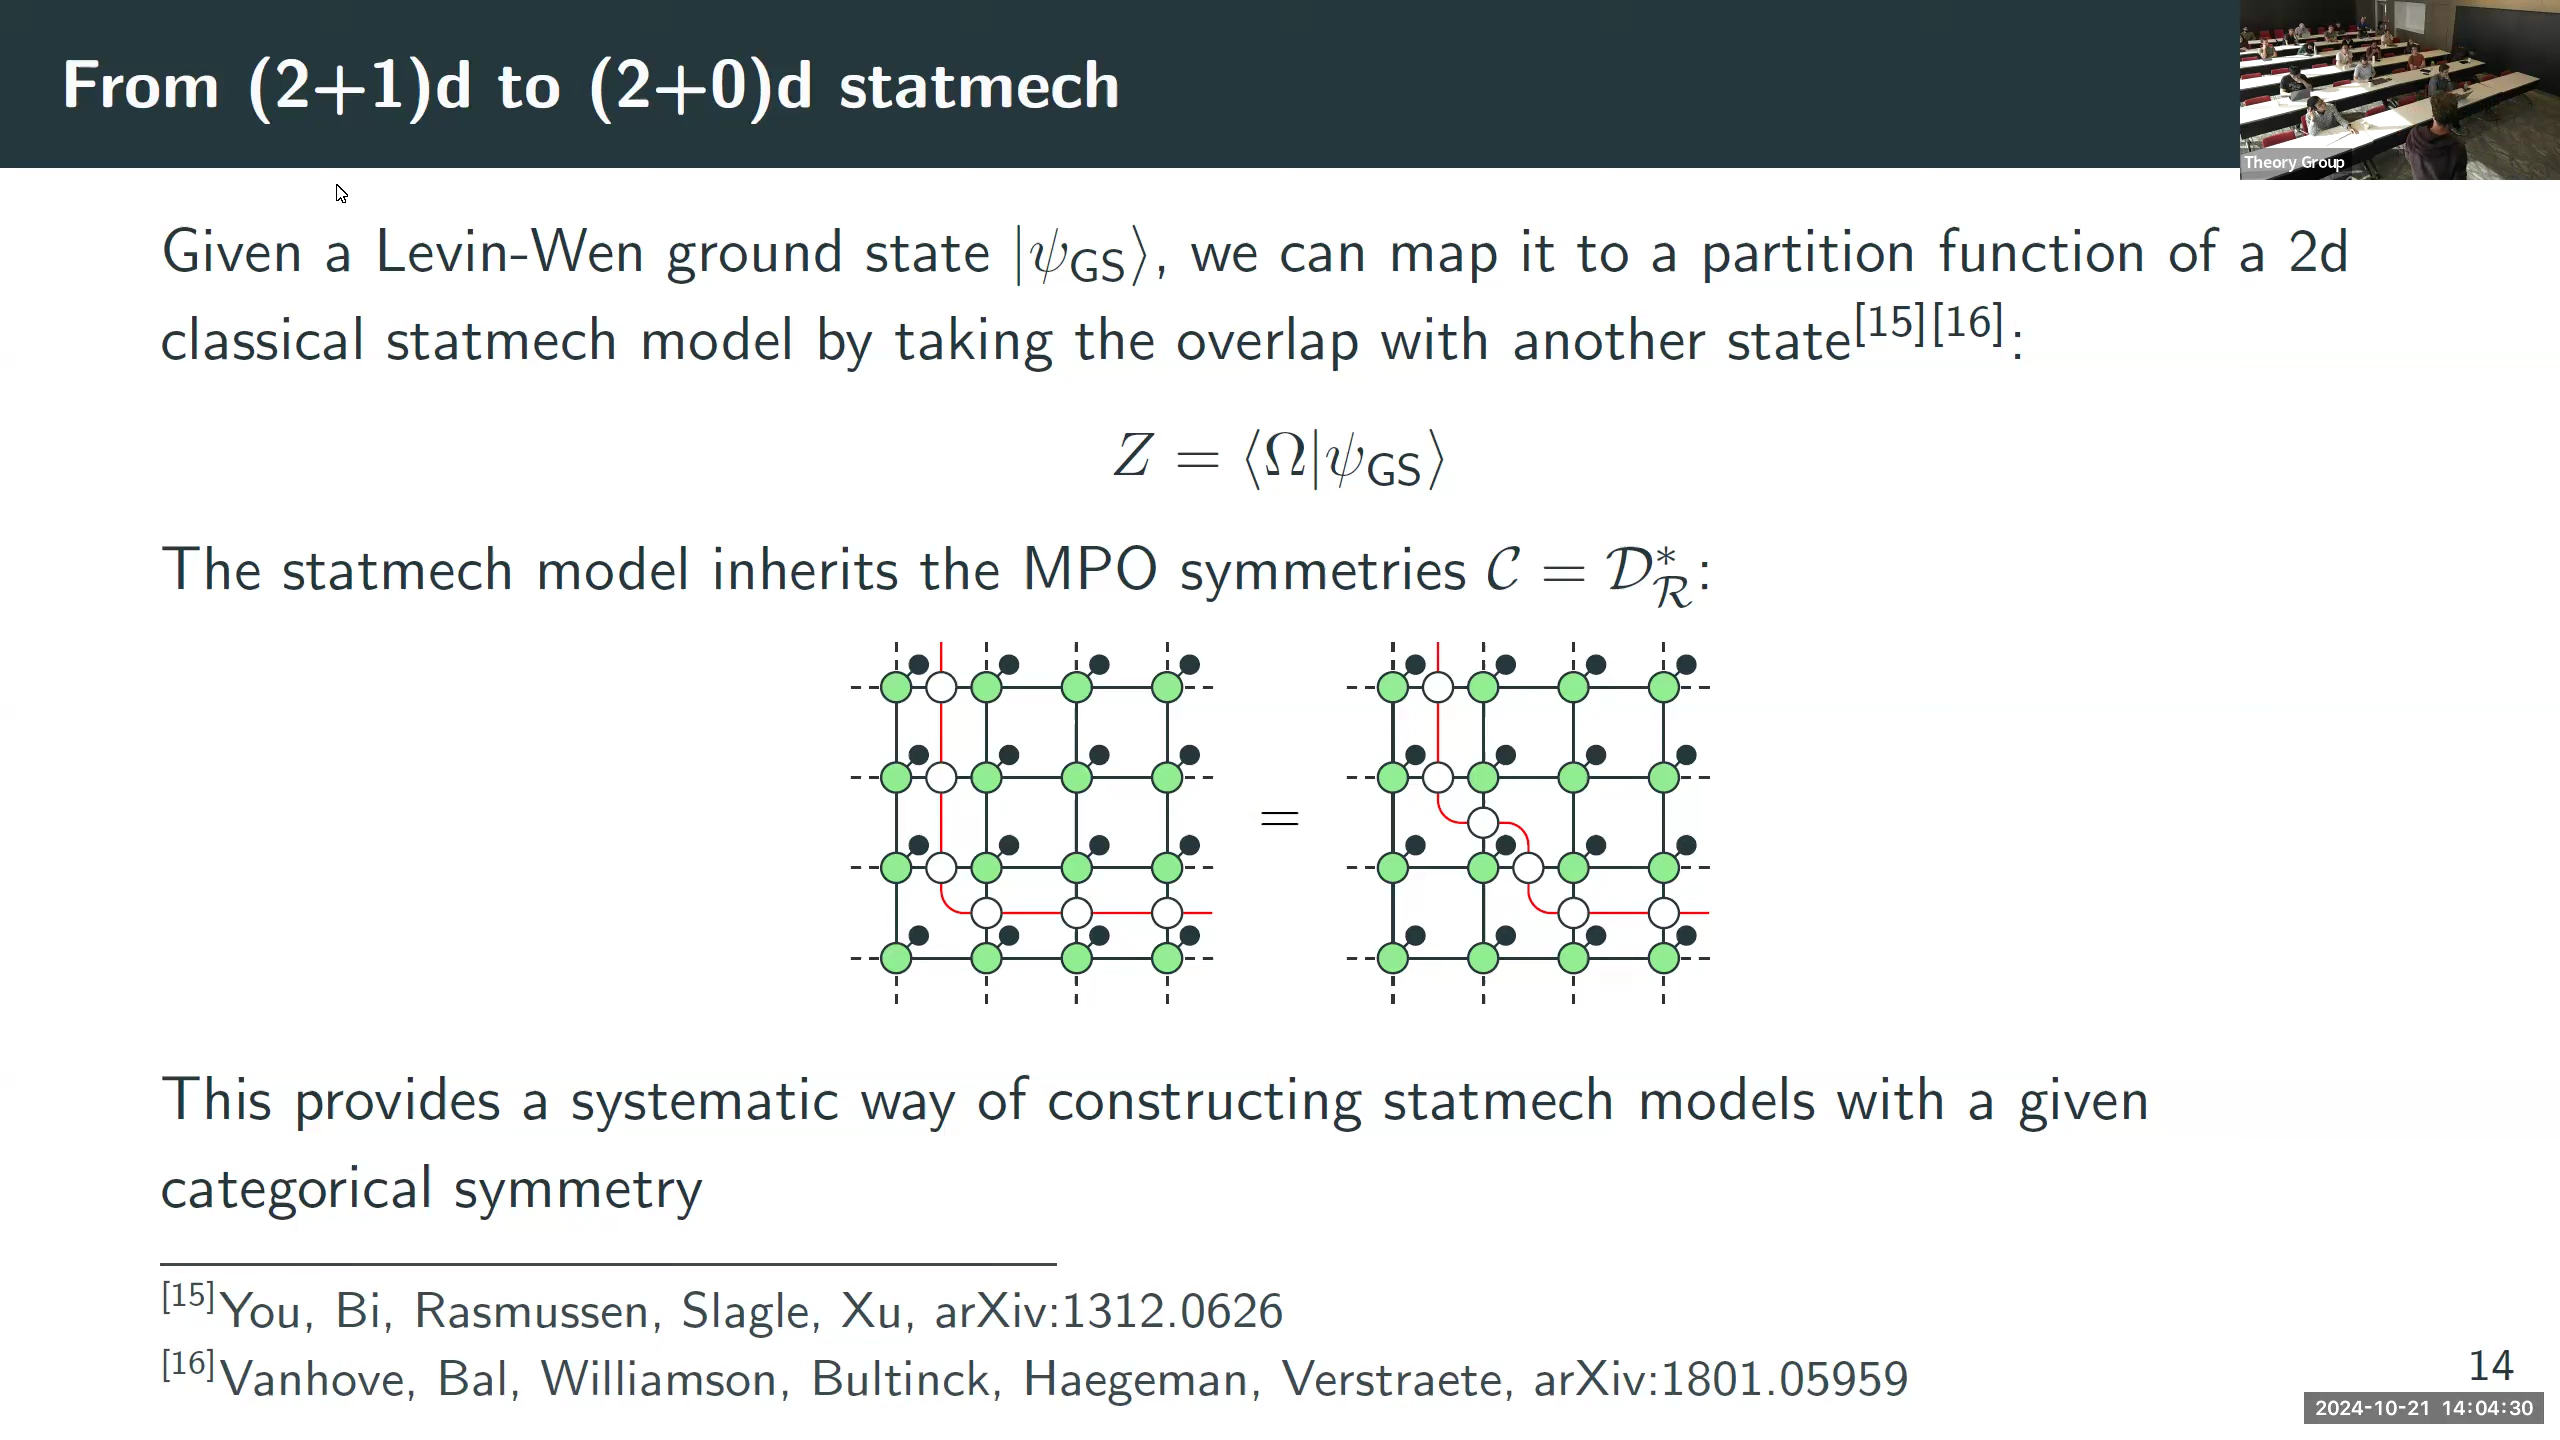 From (2+1)d to (2+0)d statmech
Theory Group
Given a Levin-Wen ground state |ψ_GS⟩, we can map it to a partition function of a 2d
classical statmech model by taking the overlap with another state[15][16]:
Z = ⟨Ω|ψ_GS⟩
The statmech model inherits the MPO symmetries 𝒞 = 𝒟*_ℛ:
=
This provides a systematic way of constructing statmech models with a given
categorical symmetry
[15]You, Bi, Rasmussen, Slagle, Xu, arXiv:1312.0626
[16]Vanhove, Bal, Williamson, Bultinck, Haegeman, Verstraete, arXiv:1801.05959
14
2024-10-21 14:04:30